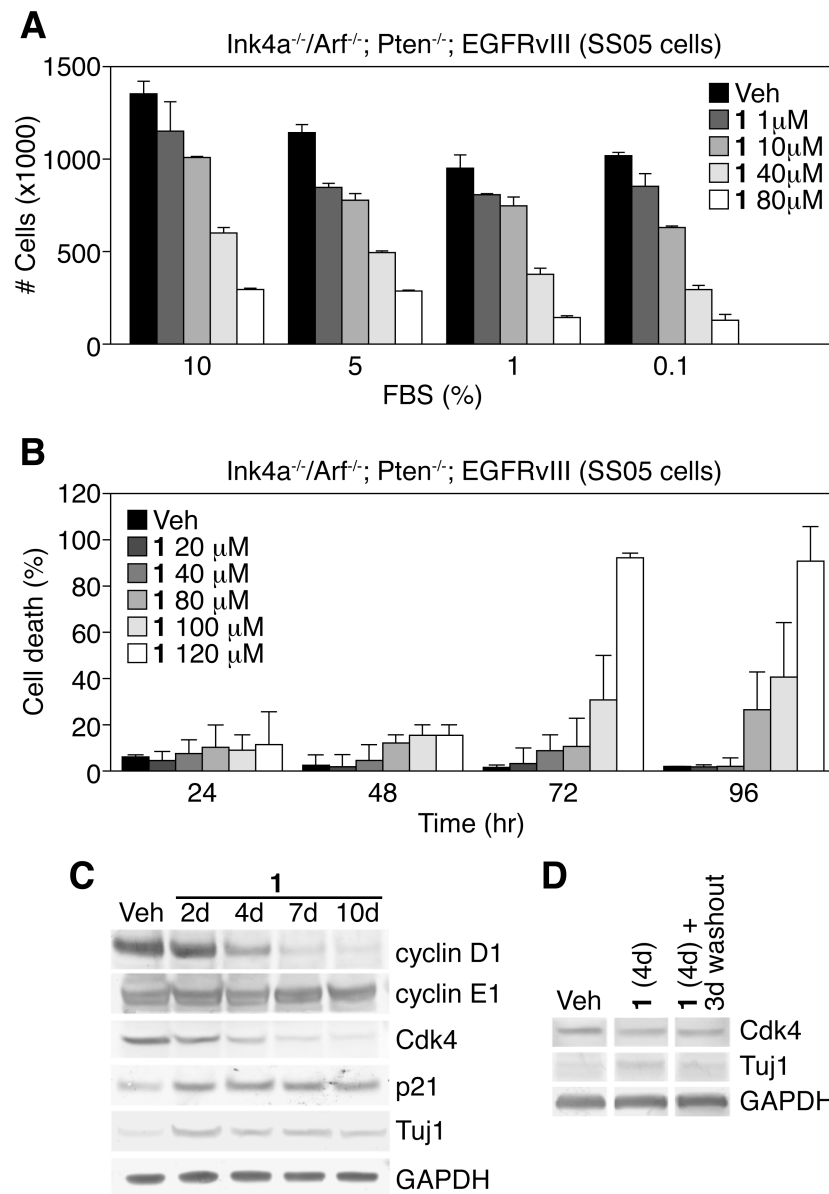 A
Ink4a-/-/Arf-/-; Pten-/-; EGFRvIII (SS05 cells)
1500
1000
500
0
# Cells (x1000)
Veh
1 1μM
1 10μM
1 40μM
1 80μM
10 5 1 0.1
FBS (%)
B
Ink4a-/-/Arf-/-; Pten-/-; EGFRvIII (SS05 cells)
120
100
80
60
40
20
0
Cell death (%)
Veh
1 20 μM
1 40 μM
1 80 μM
1 100 μM
1 120 μM
24 48 72 96
Time (hr)
C
1
Veh 2d 4d 7d 10d
cyclin D1
cyclin E1
Cdk4
p21
Tuj1
GAPDH
D
Veh
1 (4d)
1 (4d) +
3d washout
Cdk4
Tuj1
GAPDH